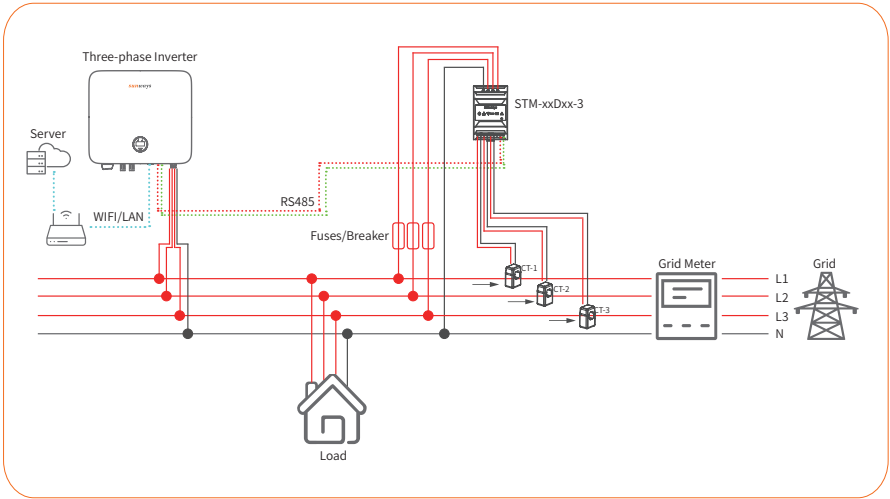 Three-phase Inverter
sunways
STM-xxDxx-3
Server
WIFI/LAN
RS485
Fuses/Breaker
CT-1
CT-2
CT-3
Grid Meter
Grid
L1
L2
L3
N
Load